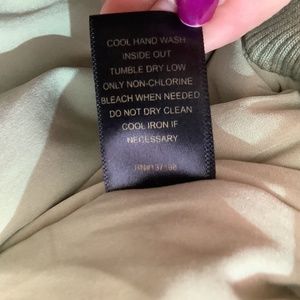 COOL HAND WASH
INSIDE OUT
TUMBLE DRY LOW
ONLY NON-CHLORINE
BLEACH WHEN NEEDED
DO NOT DRY CLEAN
COOL IRON IF
NECESSARY